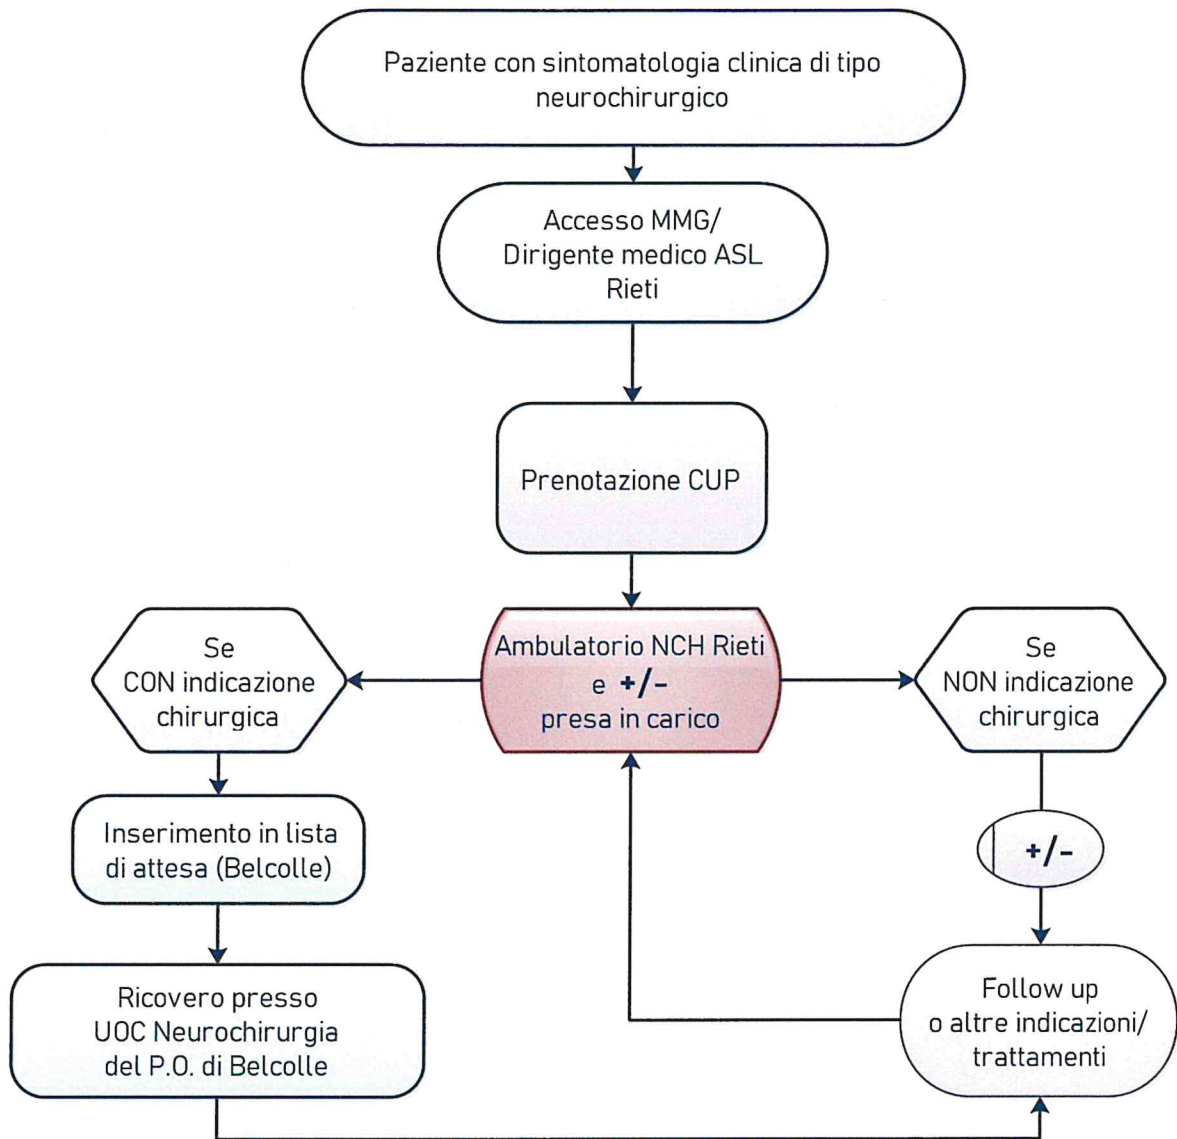 Paziente con sintomatologia clinica di tipo
neurochirurgico
Accesso MMG/
Dirigente medico ASL
Rieti
Prenotazione CUP
Ambulatorio NCH Rieti
e +/-
presa in carico
Se
CON indicazione
chirurgica
Se
NON indicazione
chirurgica
Inserimento in lista
di attesa (Belcolle)
+/-
Ricovero presso
UOC Neurochirurgia
del P.O. di Belcolle
Follow up
o altre indicazioni/
trattamenti